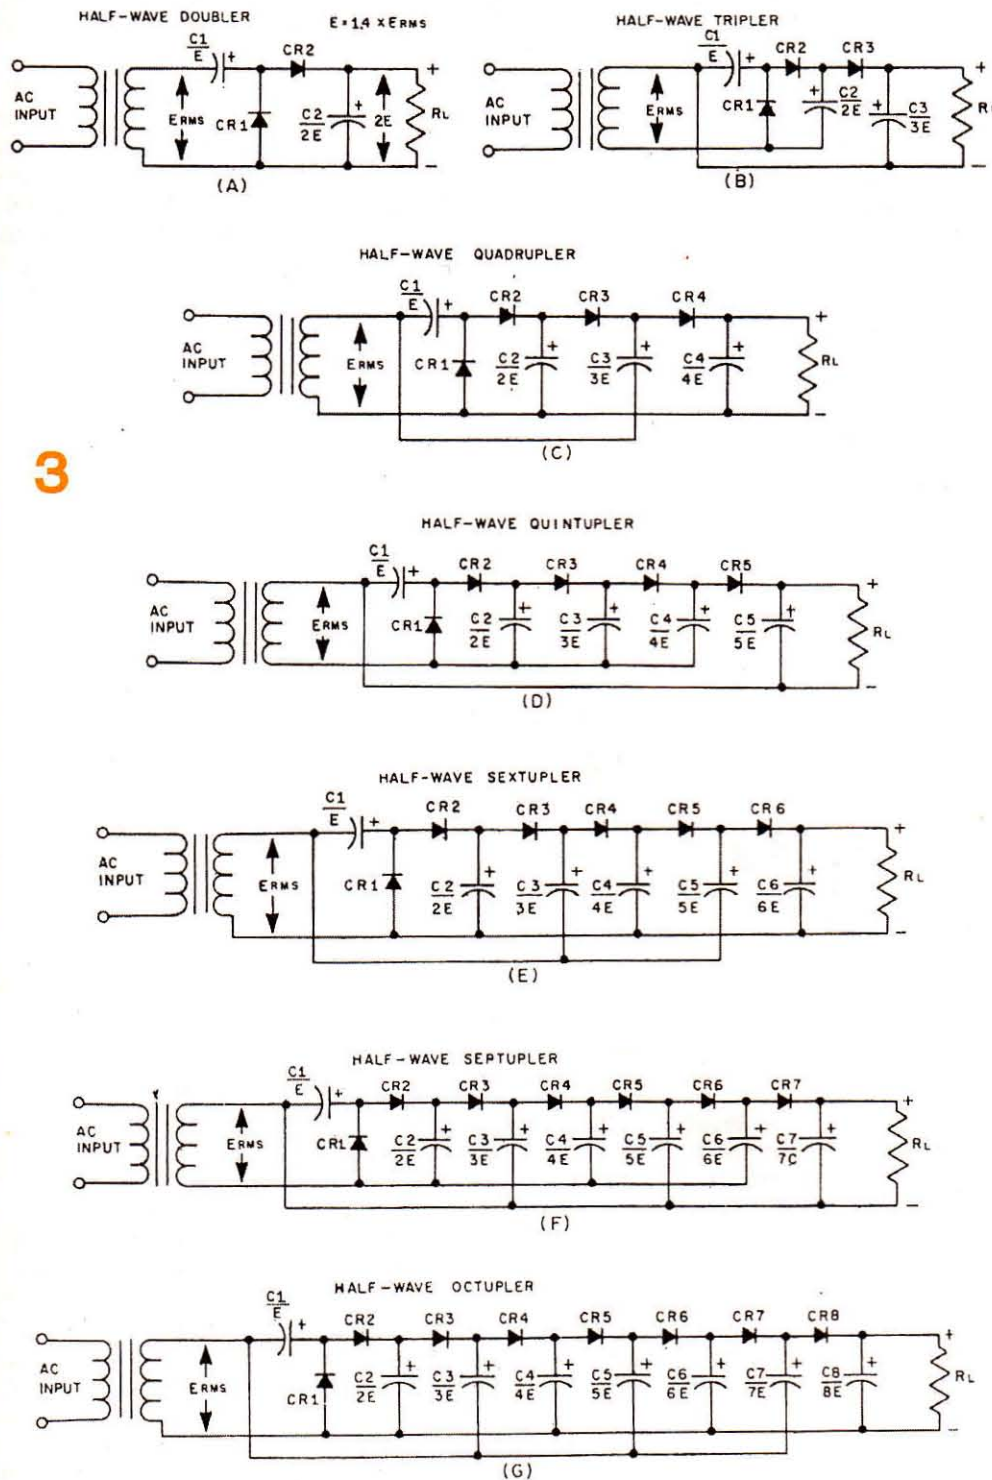 HALF-WAVE DOUBLER
E=1.4 x ERMS
C1
E
+
CR2
AC
INPUT
ERMS
CR1
C2
2E
+
2E
+
RL
-
(A)
HALF-WAVE TRIPLER
C1
E
+
CR2
CR3
AC
INPUT
ERMS
CR1
+
C2
2E
+
C3
3E
+
R
-
(B)
HALF-WAVE QUADRUPLER
C1
E
+
CR2
CR3
CR4
AC
INPUT
ERMS
CR1
C2
2E
+
C3
3E
+
C4
4E
+
+
RL
-
(C)
3
HALF-WAVE QUINTUPLER
C1
E
+
CR2
CR3
CR4
CR5
AC
INPUT
ERMS
CR1
C2
2E
+
C3
3E
+
C4
4E
+
C5
5E
+
+
RL
-
(D)
HALF-WAVE SEXTUPLER
C1
E
+
CR2
CR3
CR4
CR5
CR6
AC
INPUT
ERMS
CR1
C2
2E
+
C3
3E
+
C4
4E
+
C5
5E
+
C6
6E
+
+
RL
-
(E)
HALF-WAVE SEPTUPLER
C1
E
+
CR2
CR3
CR4
CR5
CR6
CR7
AC
INPUT
ERMS
CR1
C2
2E
+
C3
3E
+
C4
4E
+
C5
5E
+
C6
6E
+
C7
7C
+
+
RL
-
(F)
HALF-WAVE OCTUPLER
C1
E
+
CR2
CR3
CR4
CR5
CR6
CR7
CR8
AC
INPUT
ERMS
CR1
C2
2E
+
C3
3E
+
C4
4E
+
C5
5E
+
C6
6E
+
C7
7E
+
C8
8E
+
+
RL
-
(G)